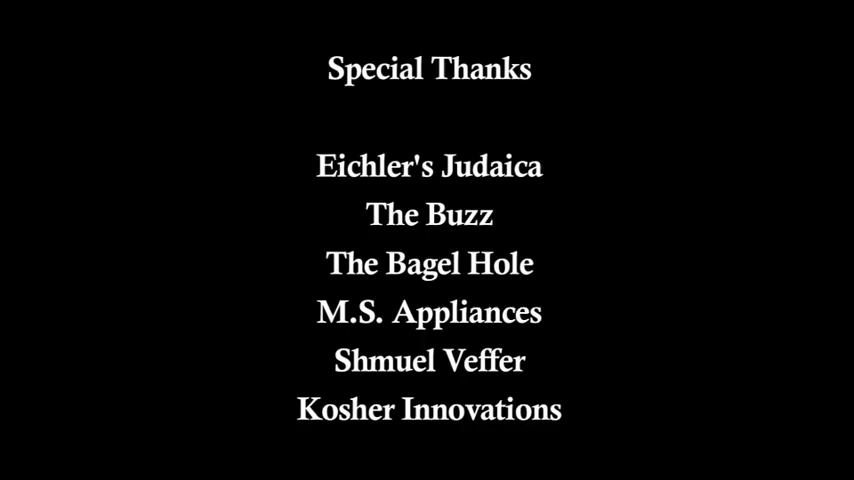 Special Thanks
Eichler's Judaica
The Buzz
The Bagel Hole
M.S. Appliances
Shmuel Veffer
Kosher Innovations